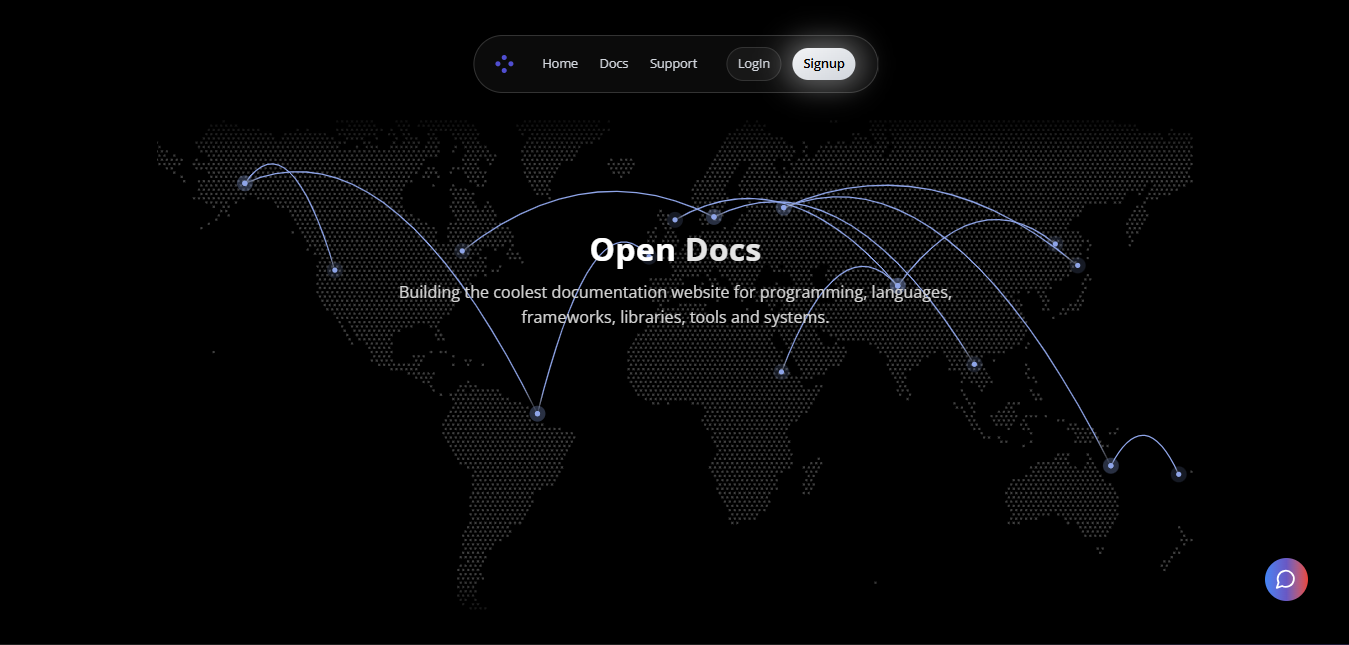 Home Docs Support LogIn Signup
Open Docs
Building the coolest documentation website for programming, languages,
frameworks, libraries, tools and systems.